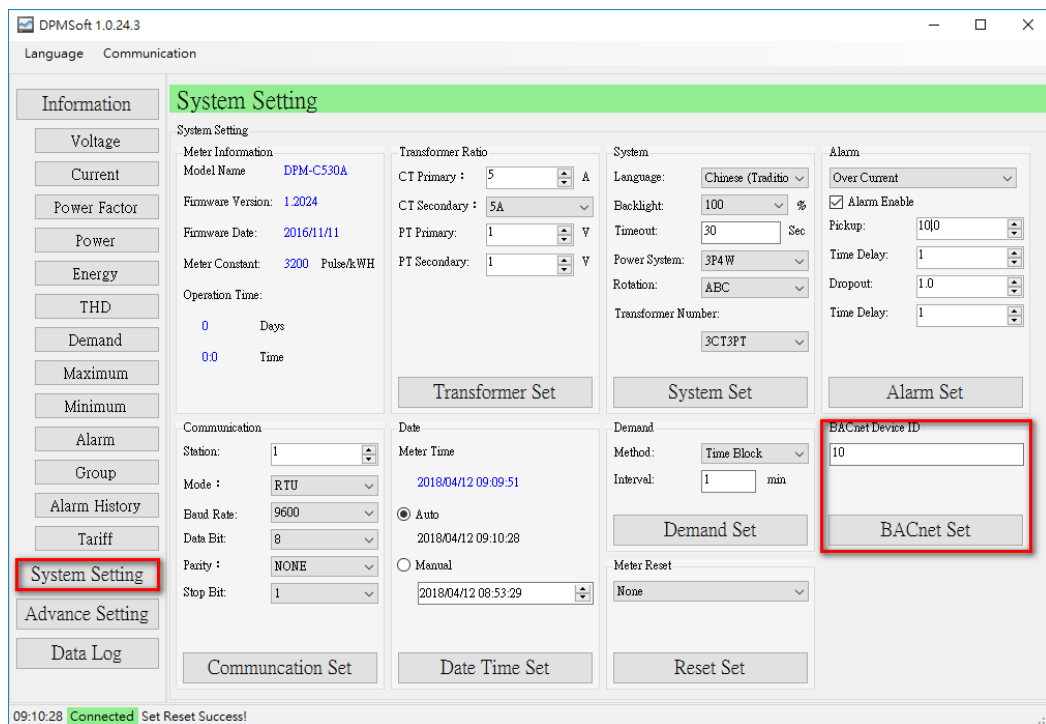 DPMSoft 1.0.24.3
Language Communication
Information
Voltage
Current
Power Factor
Power
Energy
THD
Demand
Maximum
Minimum
Alarm
Group
Alarm History
Tariff
System Setting
Advance Setting
Data Log
System Setting
System Setting
Meter Information
Model Name DPM-C530A
Firmware Version: 1.2024
Firmware Date: 2016/11/11
Meter Constant: 3200 Pulse/kWH
Operation Time:
0 Days
0:0 Time
Transformer Ratio
CT Primary : 5 A
CT Secondary : 5A
PT Primary: 1 V
PT Secondary: 1 V
Transformer Set
System
Language: Chinese (Traditio
Backlight: 100 %
Timeout: 30 Sec
Power System: 3P4W
Rotation: ABC
Transformer Number:
3CT3PT
System Set
Alarm
Over Current
Alarm Enable
Pickup: 10.0
Time Delay: 1
Dropout: 1.0
Time Delay: 1
Alarm Set
Communication
Station: 1
Mode : RTU
Baud Rate: 9600
Data Bit: 8
Parity : NONE
Stop Bit: 1
Communcation Set
Date
Meter Time
2018/04/12 09:09:51
Auto
2018/04/12 09:10:28
Manual
2018/04/12 08:53:29
Date Time Set
Demand
Method: Time Block
Interval: 1 min
Demand Set
Meter Reset
None
Reset Set
BACnet Device ID
10
BACnet Set
09:10:28 Connected Set Reset Success!